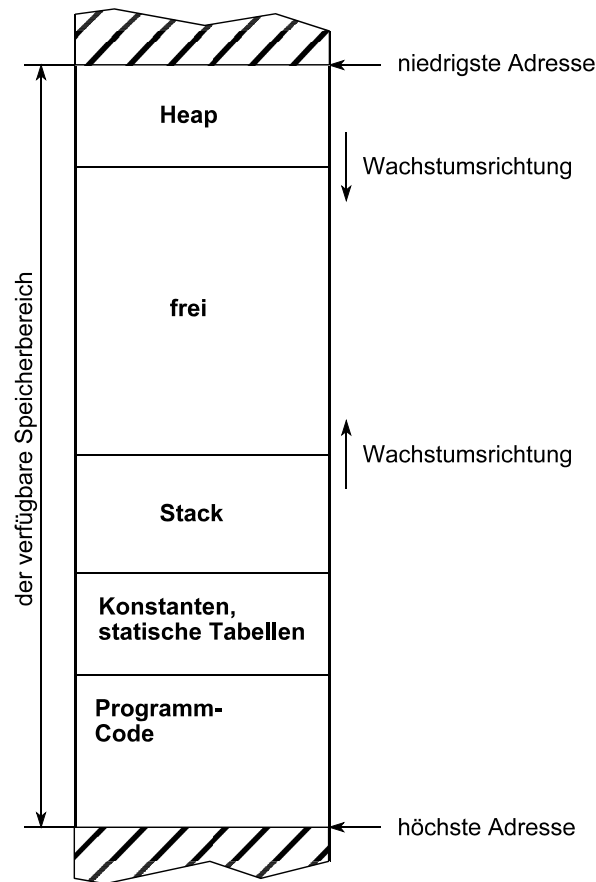 niedrigste Adresse
Heap
Wachstumsrichtung
frei
der verfügbare Speicherbereich
Wachstumsrichtung
Stack
Konstanten,
statische Tabellen
Programm-
Code
höchste Adresse